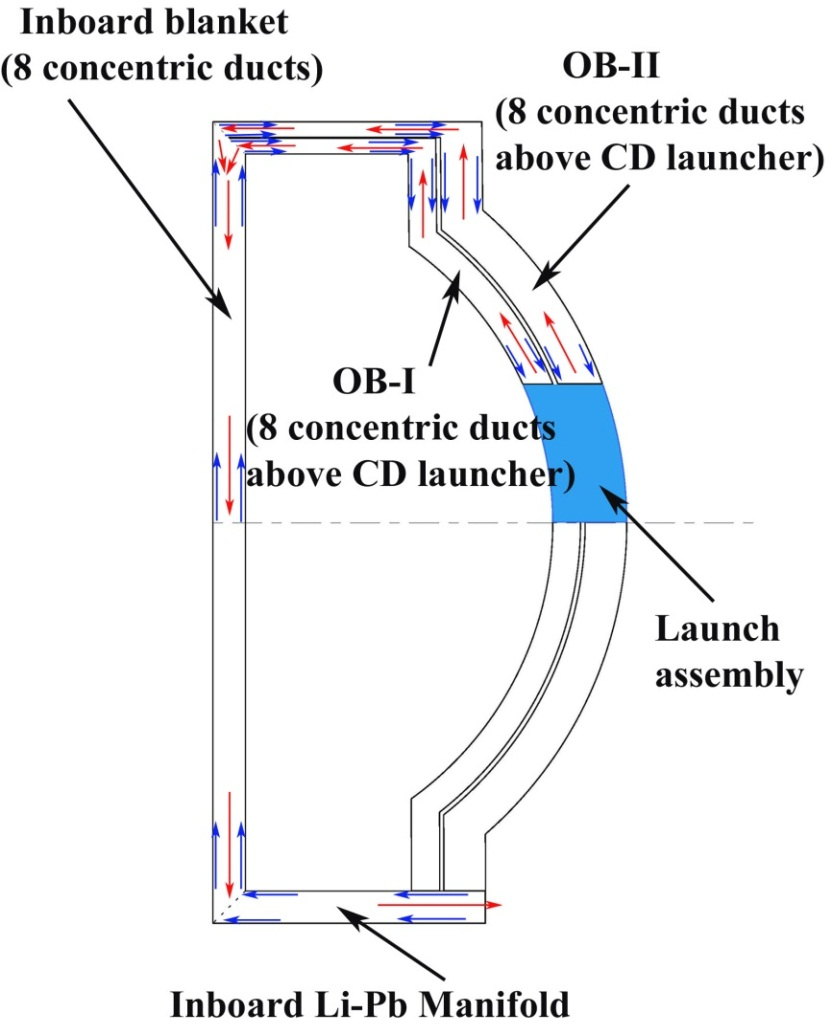 Inboard blanket
(8 concentric ducts)
OB-II
(8 concentric ducts
above CD launcher)
OB-I
(8 concentric ducts
above CD launcher)
Launch
assembly
Inboard Li-Pb Manifold